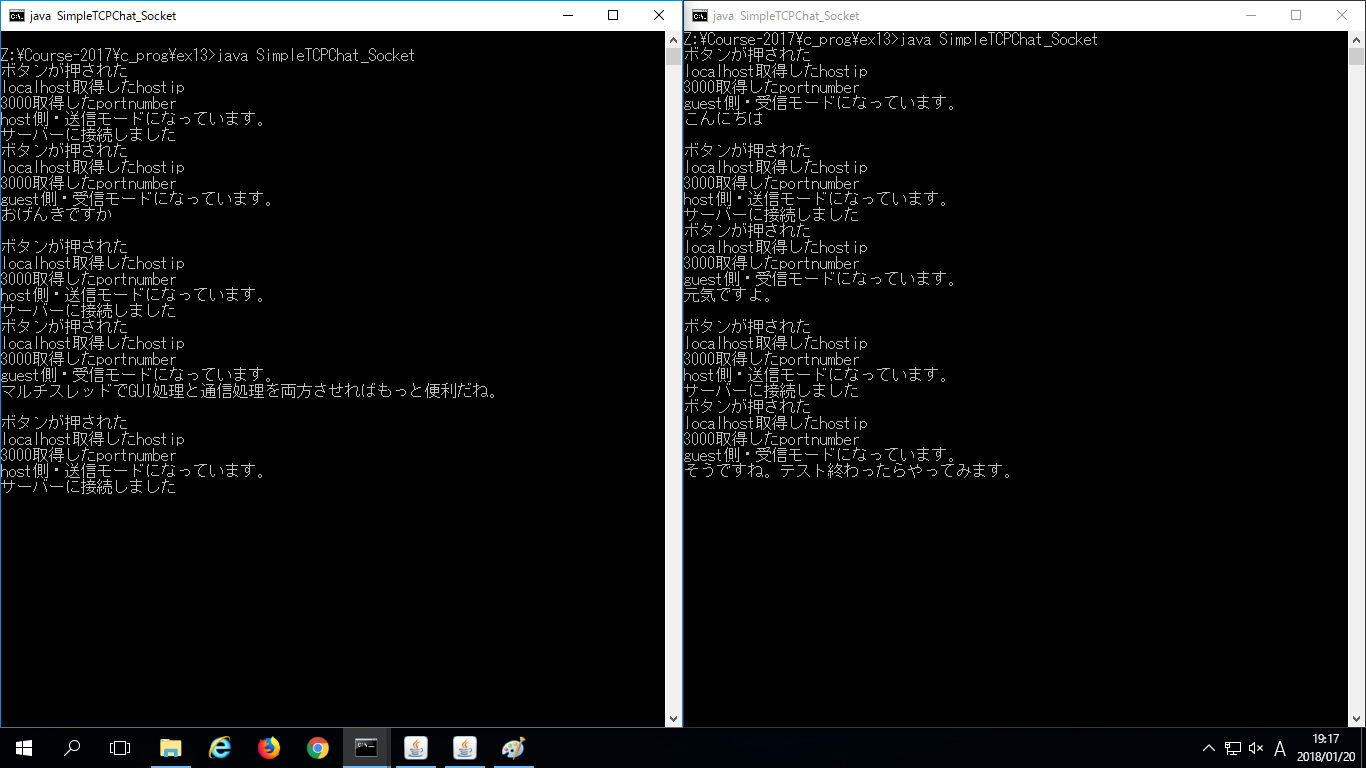 java SimpleTCPChat_Socket
Z:¥Course-2017¥c_prog¥ex13>java SimpleTCPChat_Socket
ボタンが押された
localhost取得したhostip
3000取得したportnumber
host側・送信モードになっています。
サーバーに接続しました
ボタンが押された
localhost取得したhostip
3000取得したportnumber
guest側・受信モードになっています。
おげんきですか
ボタンが押された
localhost取得したhostip
3000取得したportnumber
host側・送信モードになっています。
サーバーに接続しました
ボタンが押された
localhost取得したhostip
3000取得したportnumber
guest側・受信モードになっています。
マルチスレッドでGUI処理と通信処理を両方させればもっと便利だね。
ボタンが押された
localhost取得したhostip
3000取得したportnumber
host側・送信モードになっています。
サーバーに接続しました
java SimpleTCPChat_Socket
Z:¥Course-2017¥c_prog¥ex13>java SimpleTCPChat_Socket
ボタンが押された
localhost取得したhostip
3000取得したportnumber
guest側・受信モードになっています。
こんにちは
ボタンが押された
localhost取得したhostip
3000取得したportnumber
host側・送信モードになっています。
サーバーに接続しました
ボタンが押された
localhost取得したhostip
3000取得したportnumber
guest側・受信モードになっています。
元気ですよ。
ボタンが押された
localhost取得したhostip
3000取得したportnumber
host側・送信モードになっています。
サーバーに接続しました
ボタンが押された
localhost取得したhostip
3000取得したportnumber
guest側・受信モードになっています。
そうですね。テスト終わったらやってみます。
A
19:17
2018/01/20